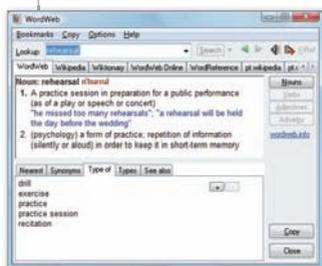 WordWeb
Bookmarks Copy Options Help
Lookup: rehearsal Search
WordWeb Wikipedia Wiktionary WordWeb Online WordReference pt.wikipedia
Noun: rehearsal
1. A practice session in preparation for a public performance
(as of a play or speech or concert)
"he missed too many rehearsals"; "a rehearsal will be held
the day before the wedding"
2. (psychology) a form of practice; repetition of information
(silently or aloud) in order to keep it in short-term memory
Nouns
Verbs
Adjectives
Adverbs
wordweb.info
Nearest Synonyms Type of Types See also
drill
exercise
practice
practice session
recitation
Copy
Close